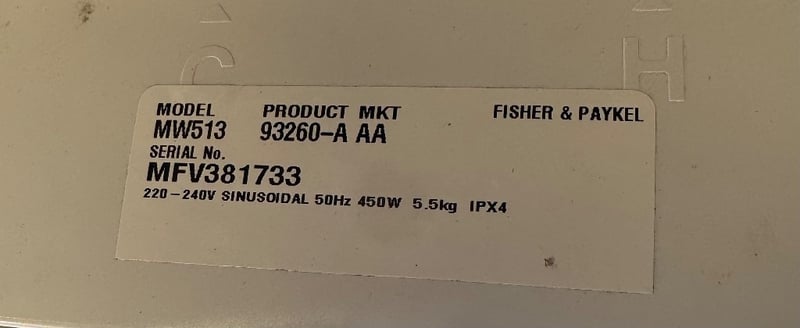 C H
MODEL PRODUCT MKT FISHER & PAYKEL
MW513 93260-A AA
SERIAL No.
MFV381733
220-240V SINUSOIDAL 50Hz 450W 5.5kg IPX4